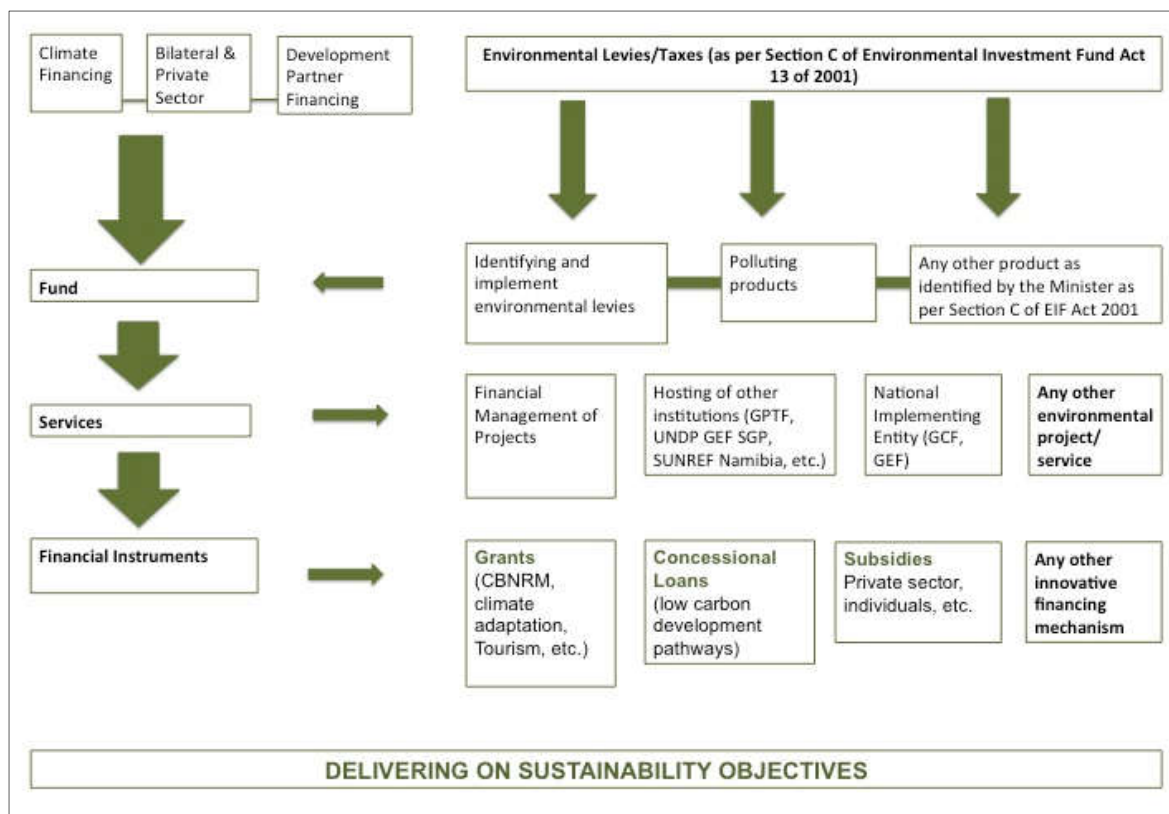 Climate
Financing
Bilateral &
Private
Sector
Development
Partner
Financing
Environmental Levies/Taxes (as per Section C of Environmental Investment Fund Act
13 of 2001)
Fund
Identifying and
implement
environmental levies
Polluting
products
Any other product as
identified by the Minister as
per Section C of EIF Act 2001
Services
Financial
Management of
Projects
Hosting of other
institutions (GPTF,
UNDP GEF SGP,
SUNREF Namibia, etc.)
National
Implementing
Entity (GCF,
GEF)
Any other
environmental
project/
service
Financial Instruments
Grants
(CBNRM,
climate
adaptation,
Tourism, etc.)
Concessional
Loans
(low carbon
development
pathways)
Subsidies
Private sector,
individuals, etc.
Any other
innovative
financing
mechanism
DELIVERING ON SUSTAINABILITY OBJECTIVES